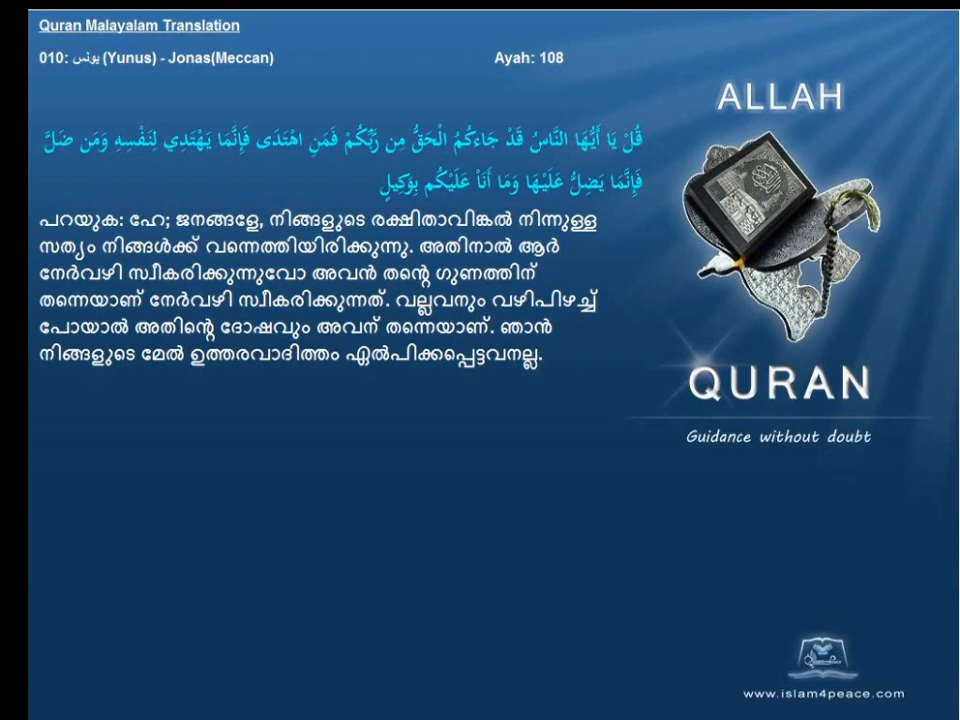 Quran Malayalam Translation
010: يونس (Yunus) - Jonas(Meccan) Ayah: 108
ALLAH
قُلْ يَا أَيُّهَا النَّاسُ قَدْ جَاءَكُمُ الْحَقُّ مِن رَّبِّكُمْ فَمَنِ اهْتَدَى فَإِنَّمَا يَهْتَدِي لِنَفْسِهِ وَمَن ضَلَّ
فَإِنَّمَا يَضِلُّ عَلَيْهَا وَمَا أَنَاْ عَلَيْكُم بِوَكِيلٍ
പറയുക: ഹേ; ജനങ്ങളേ, നിങ്ങളുടെ രക്ഷിതാവിങ്കല്‍ നിന്നുള്ള
സത്യം നിങ്ങള്‍ക്ക്‌ വന്നെത്തിയിരിക്കുന്നു. അതിനാല്‍ ആര്‍
നേര്‍വഴി സ്വീകരിക്കുന്നുവോ അവന്‍ തന്‍റെ ഗുണത്തിന്‌
തന്നെയാണ്‌ നേര്‍വഴി സ്വീകരിക്കുന്നത്‌. വല്ലവനും വഴിപിഴച്ച്‌
പോയാല്‍ അതിന്‍റെ ദോഷവും അവന്‌ തന്നെയാണ്‌. ഞാന്‍
നിങ്ങളുടെ മേല്‍ ഉത്തരവാദിത്തം ഏല്‍പിക്കപ്പെട്ടവനല്ല.
QURAN
Guidance without doubt
www.islam4peace.com